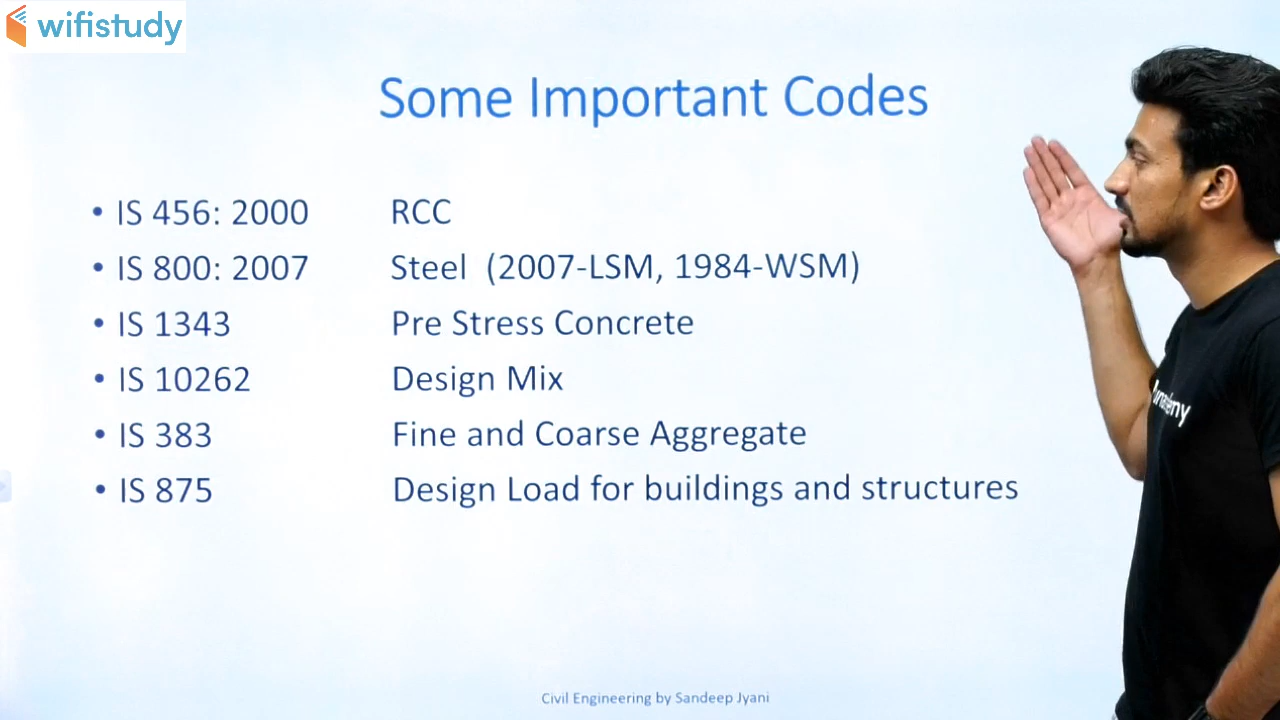 wifistudy
Some Important Codes
• IS 456: 2000 RCC
• IS 800: 2007 Steel (2007-LSM, 1984-WSM)
• IS 1343 Pre Stress Concrete
• IS 10262 Design Mix
• IS 383 Fine and Coarse Aggregate
• IS 875 Design Load for buildings and structures
Civil Engineering by Sandeep Jyani